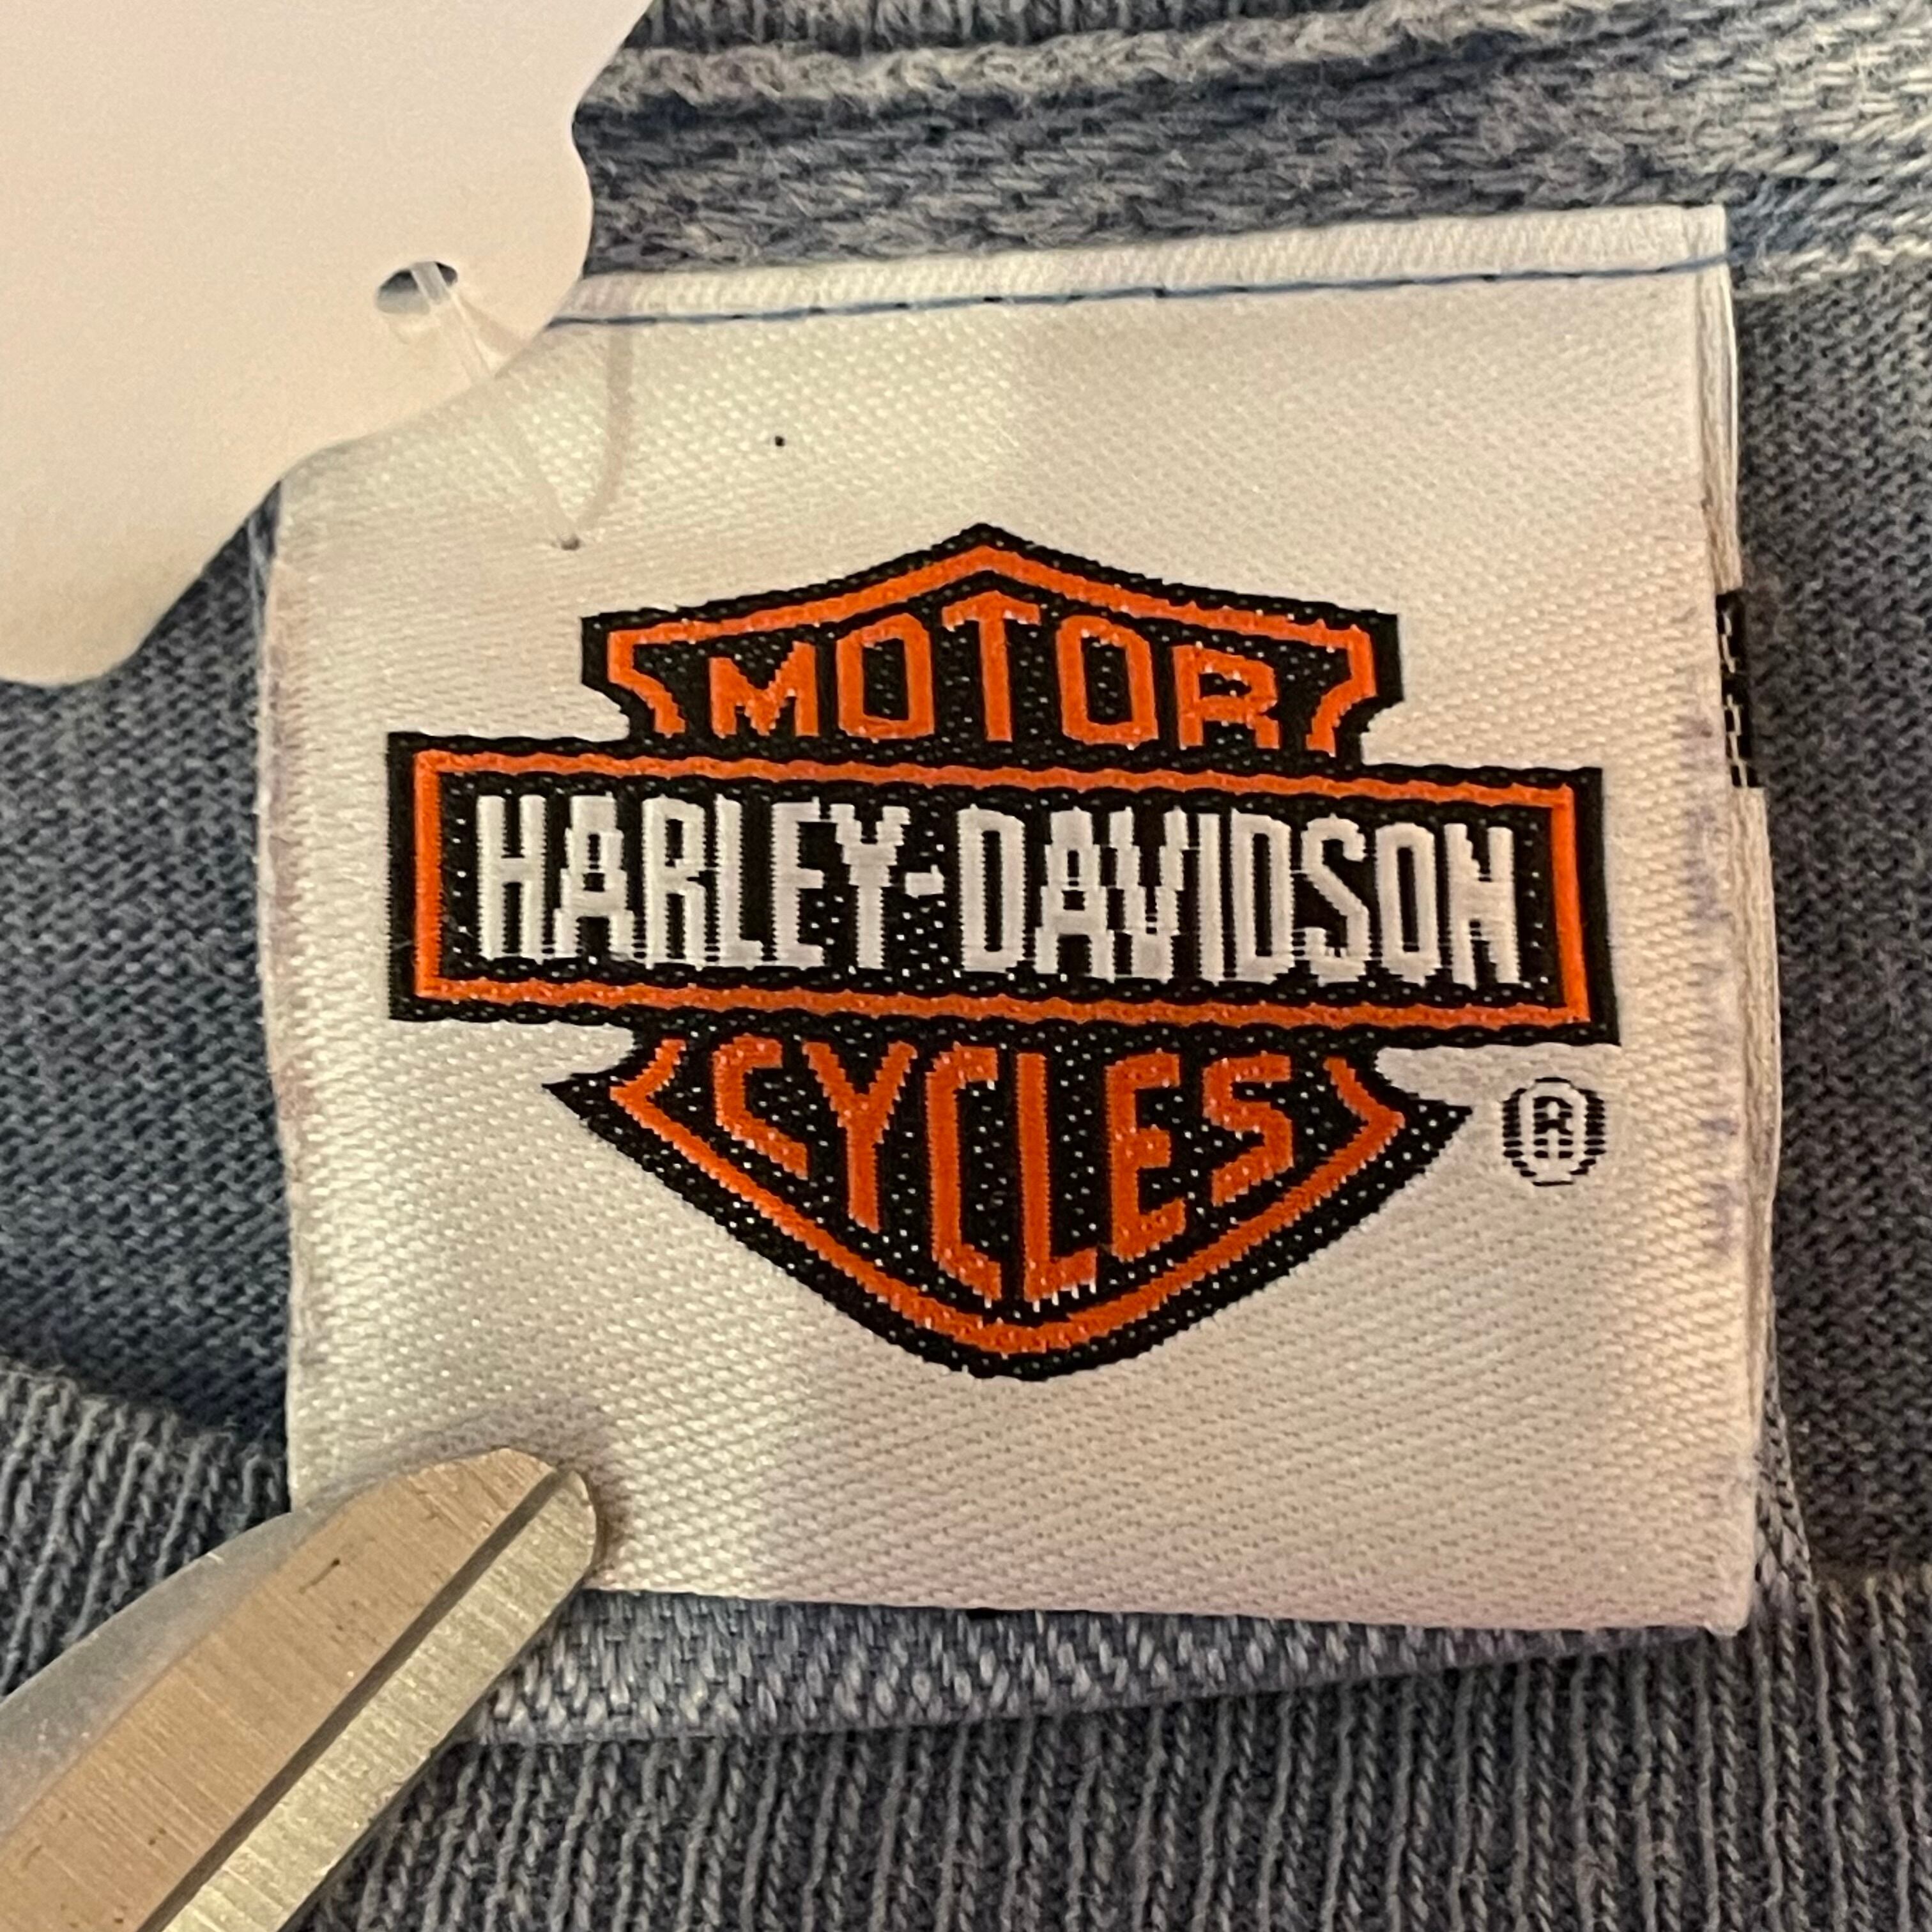 MOTOR
HARLEY-DAVIDSON
CYCLES
®